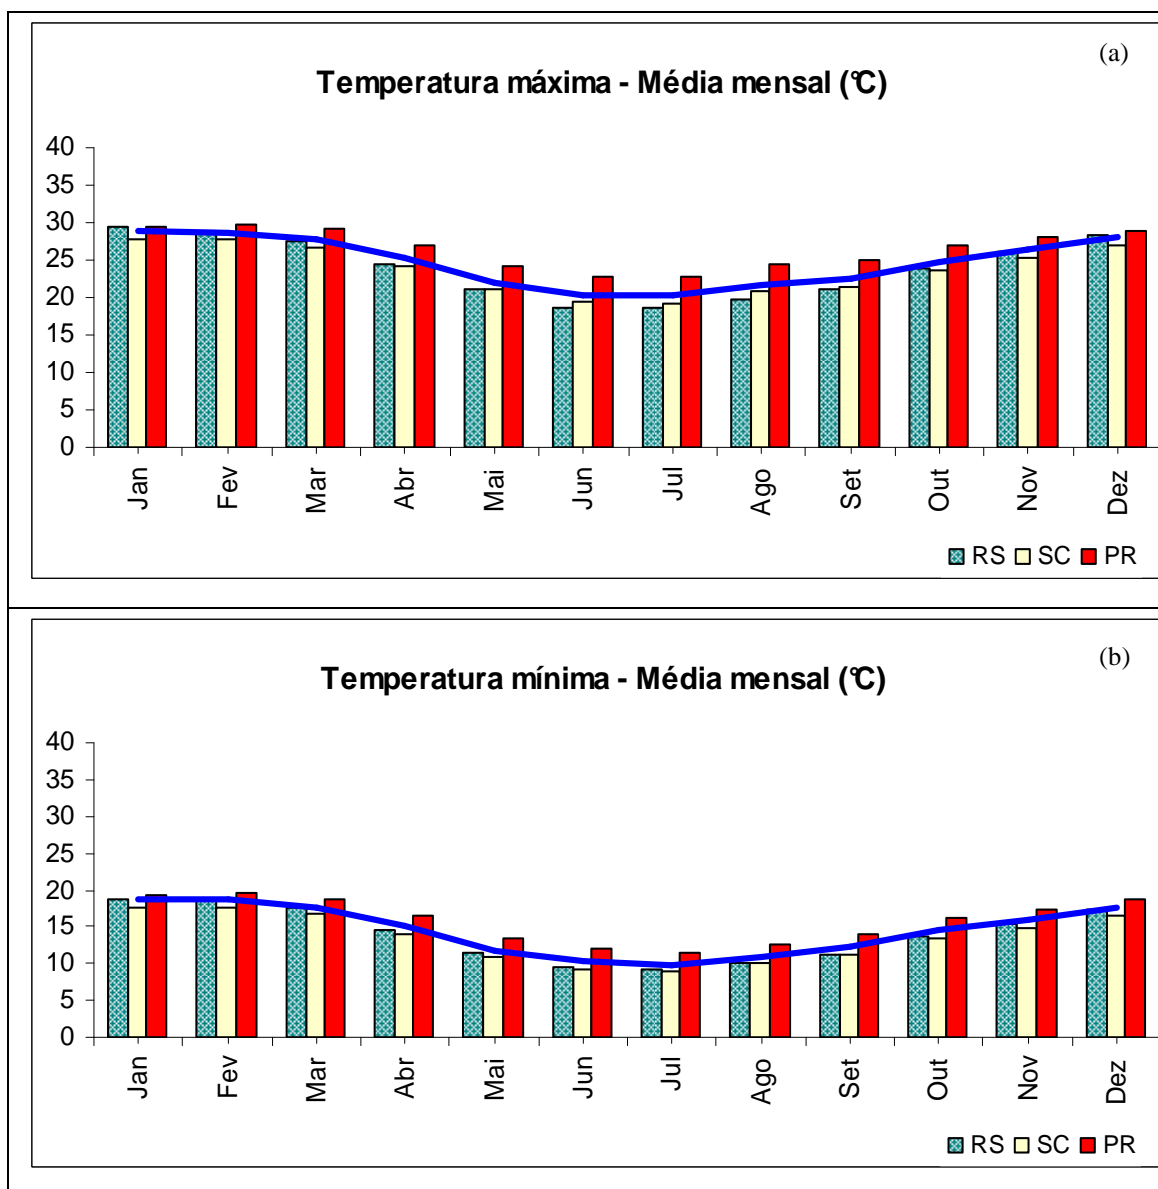 (a)
Temperatura máxima - Média mensal (°C)
40
35
30
25
20
15
10
5
0
Jan Fev Mar Abr Mai Jun Jul Ago Set Out Nov Dez
RS SC PR
(b)
Temperatura mínima - Média mensal (°C)
40
35
30
25
20
15
10
5
0
Jan Fev Mar Abr Mai Jun Jul Ago Set Out Nov Dez
RS SC PR